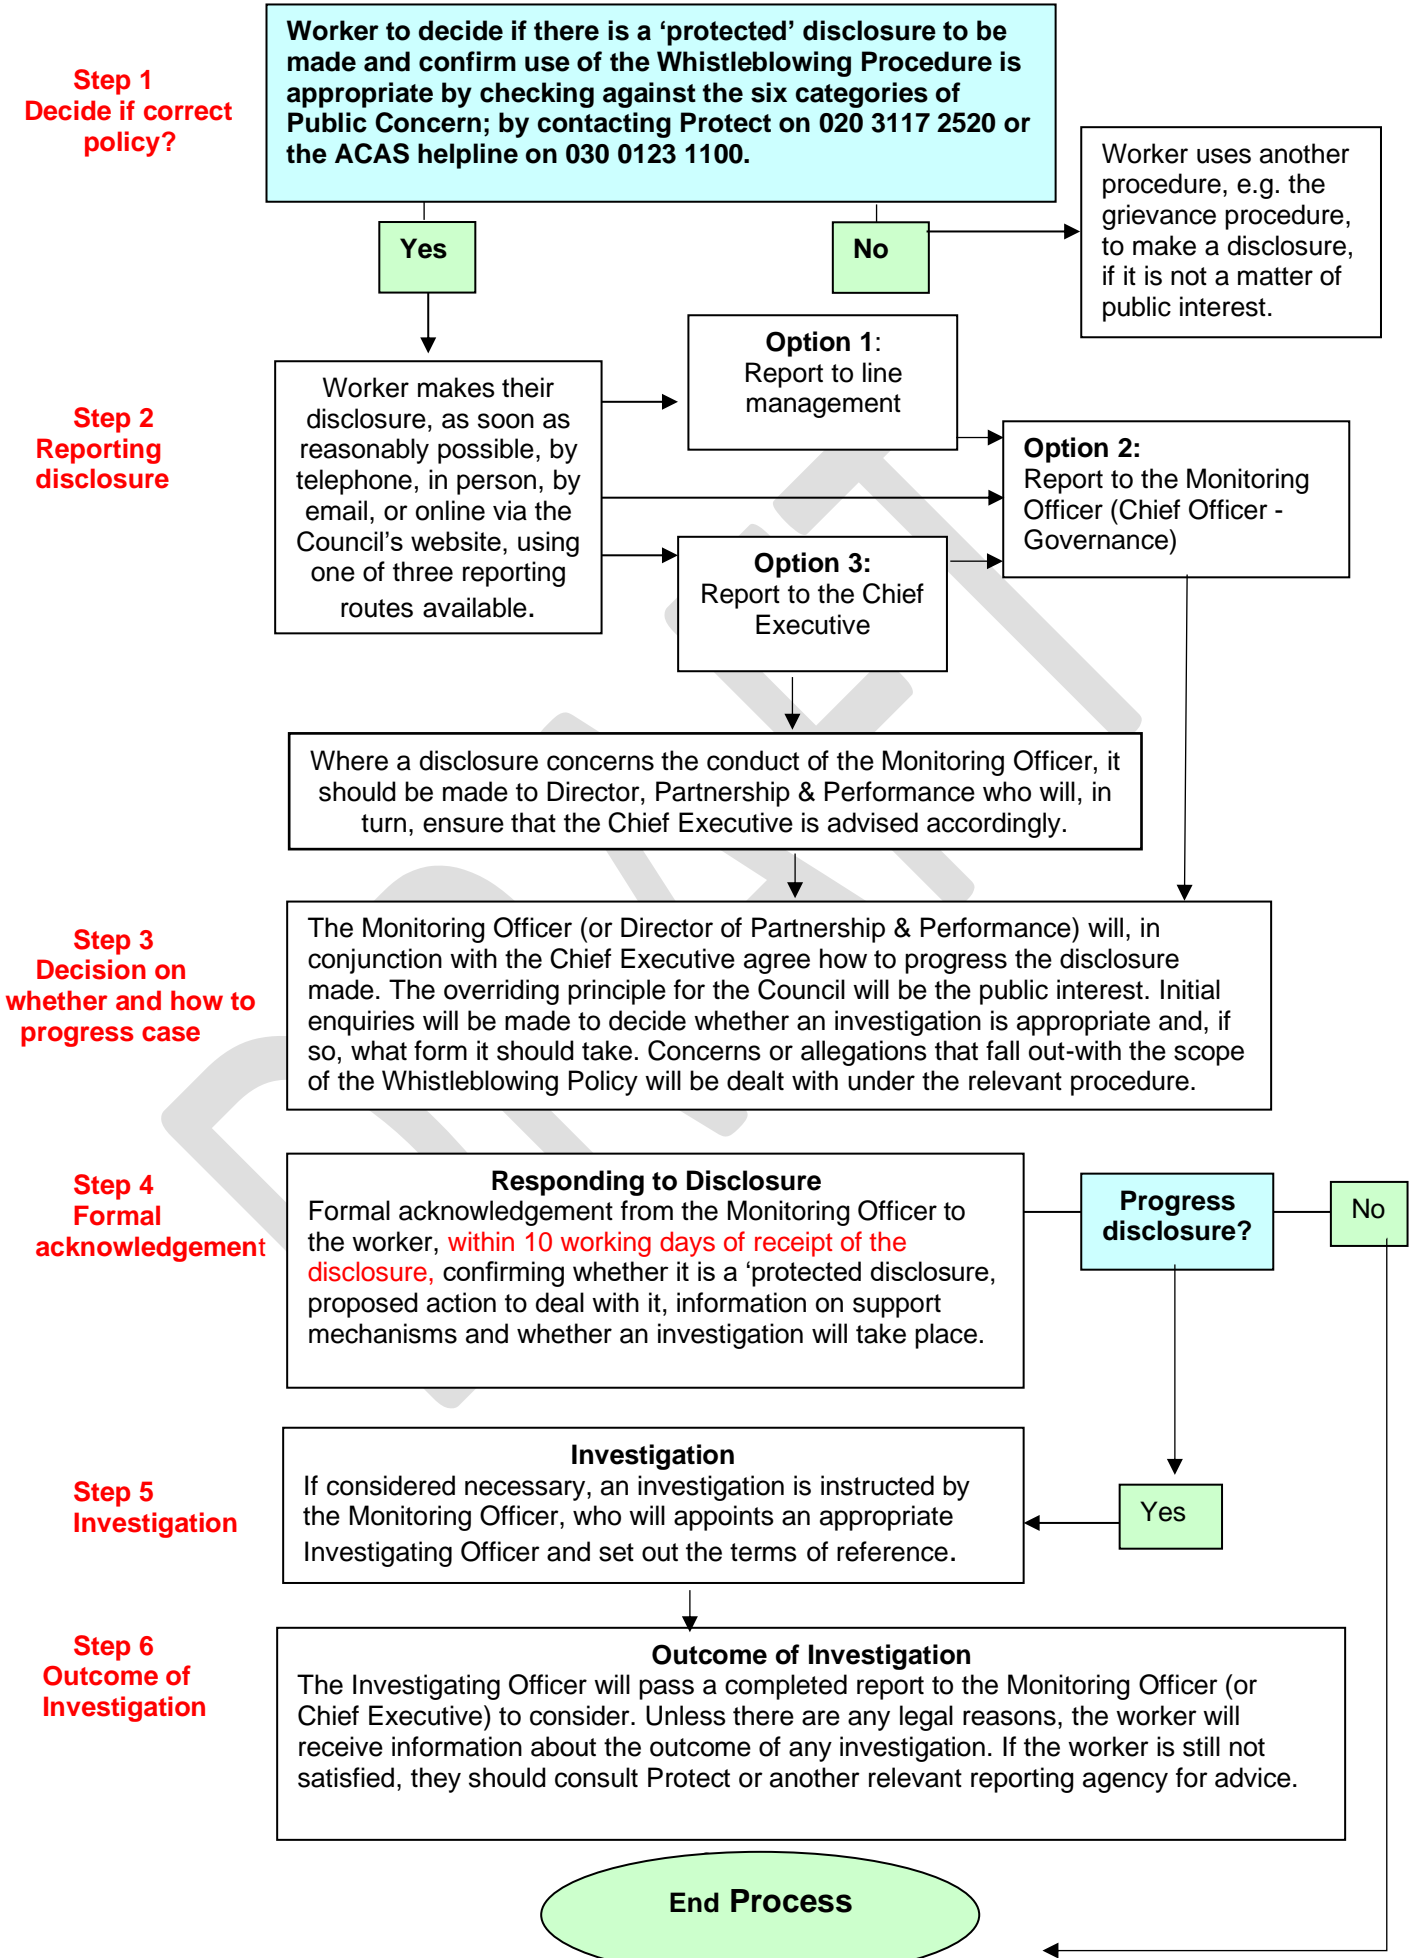 Worker to decide if there is a ‘protected’ disclosure to be
made and confirm use of the Whistleblowing Procedure is
appropriate by checking against the six categories of
Public Concern; by contacting Protect on 020 3117 2520 or
the ACAS helpline on 030 0123 1100.
Step 1
Decide if correct
policy?
Worker uses another
procedure, e.g. the
grievance procedure,
to make a disclosure,
if it is not a matter of
public interest.
Yes
No
Step 2
Reporting
disclosure
Worker makes their
disclosure, as soon as
reasonably possible, by
telephone, in person, by
email, or online via the
Council’s website, using
one of three reporting
routes available.
Option 1:
Report to line
management
Option 2:
Report to the Monitoring
Officer (Chief Officer -
Governance)
Option 3:
Report to the Chief
Executive
Where a disclosure concerns the conduct of the Monitoring Officer, it
should be made to Director, Partnership & Performance who will, in
turn, ensure that the Chief Executive is advised accordingly.
Step 3
Decision on
whether and how to
progress case
The Monitoring Officer (or Director of Partnership & Performance) will, in
conjunction with the Chief Executive agree how to progress the disclosure
made. The overriding principle for the Council will be the public interest. Initial
enquiries will be made to decide whether an investigation is appropriate and, if
so, what form it should take. Concerns or allegations that fall out-with the scope
of the Whistleblowing Policy will be dealt with under the relevant procedure.
Step 4
Formal
acknowledgement
Responding to Disclosure
Formal acknowledgement from the Monitoring Officer to
the worker, within 10 working days of receipt of the
disclosure, confirming whether it is a ‘protected disclosure,
proposed action to deal with it, information on support
mechanisms and whether an investigation will take place.
Progress
disclosure?
No
Step 5
Investigation
Investigation
If considered necessary, an investigation is instructed by
the Monitoring Officer, who will appoints an appropriate
Investigating Officer and set out the terms of reference.
Yes
Step 6
Outcome of
Investigation
Outcome of Investigation
The Investigating Officer will pass a completed report to the Monitoring Officer (or
Chief Executive) to consider. Unless there are any legal reasons, the worker will
receive information about the outcome of any investigation. If the worker is still not
satisfied, they should consult Protect or another relevant reporting agency for advice.
End Process
DRAFT